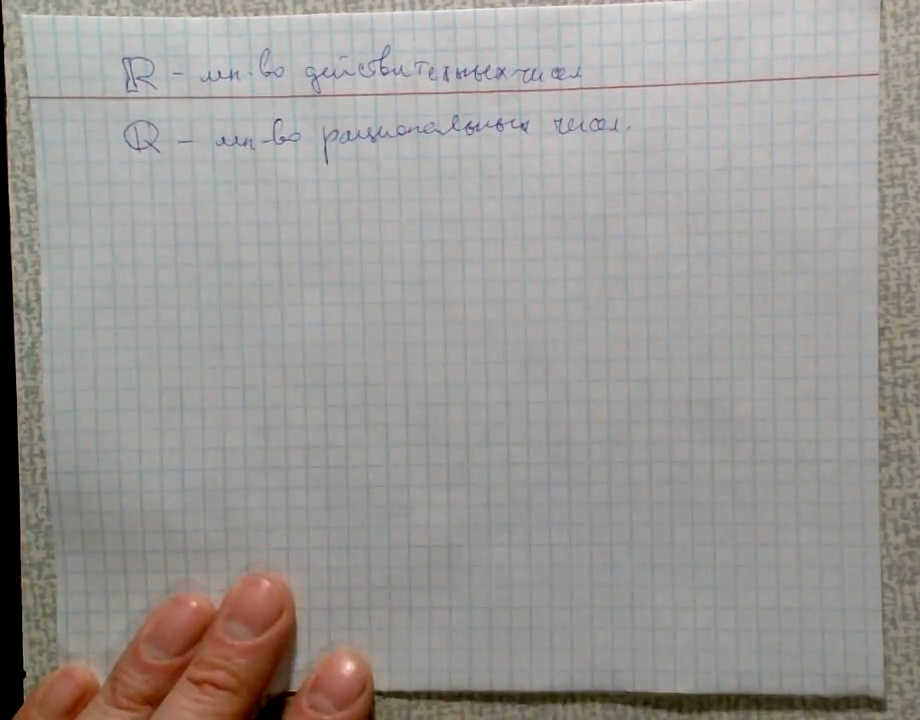 ℝ - мн-во действительных чисел
ℚ - мн-во рациональных чисел.